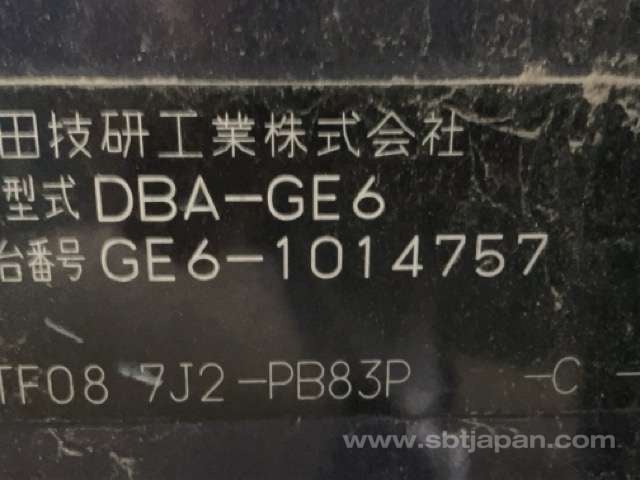 田技研工業株式会社
型式 DBA-GE6
台番号 GE6-1014757
TF08 7J2-PB83P -C -
www.sbtjapan.com